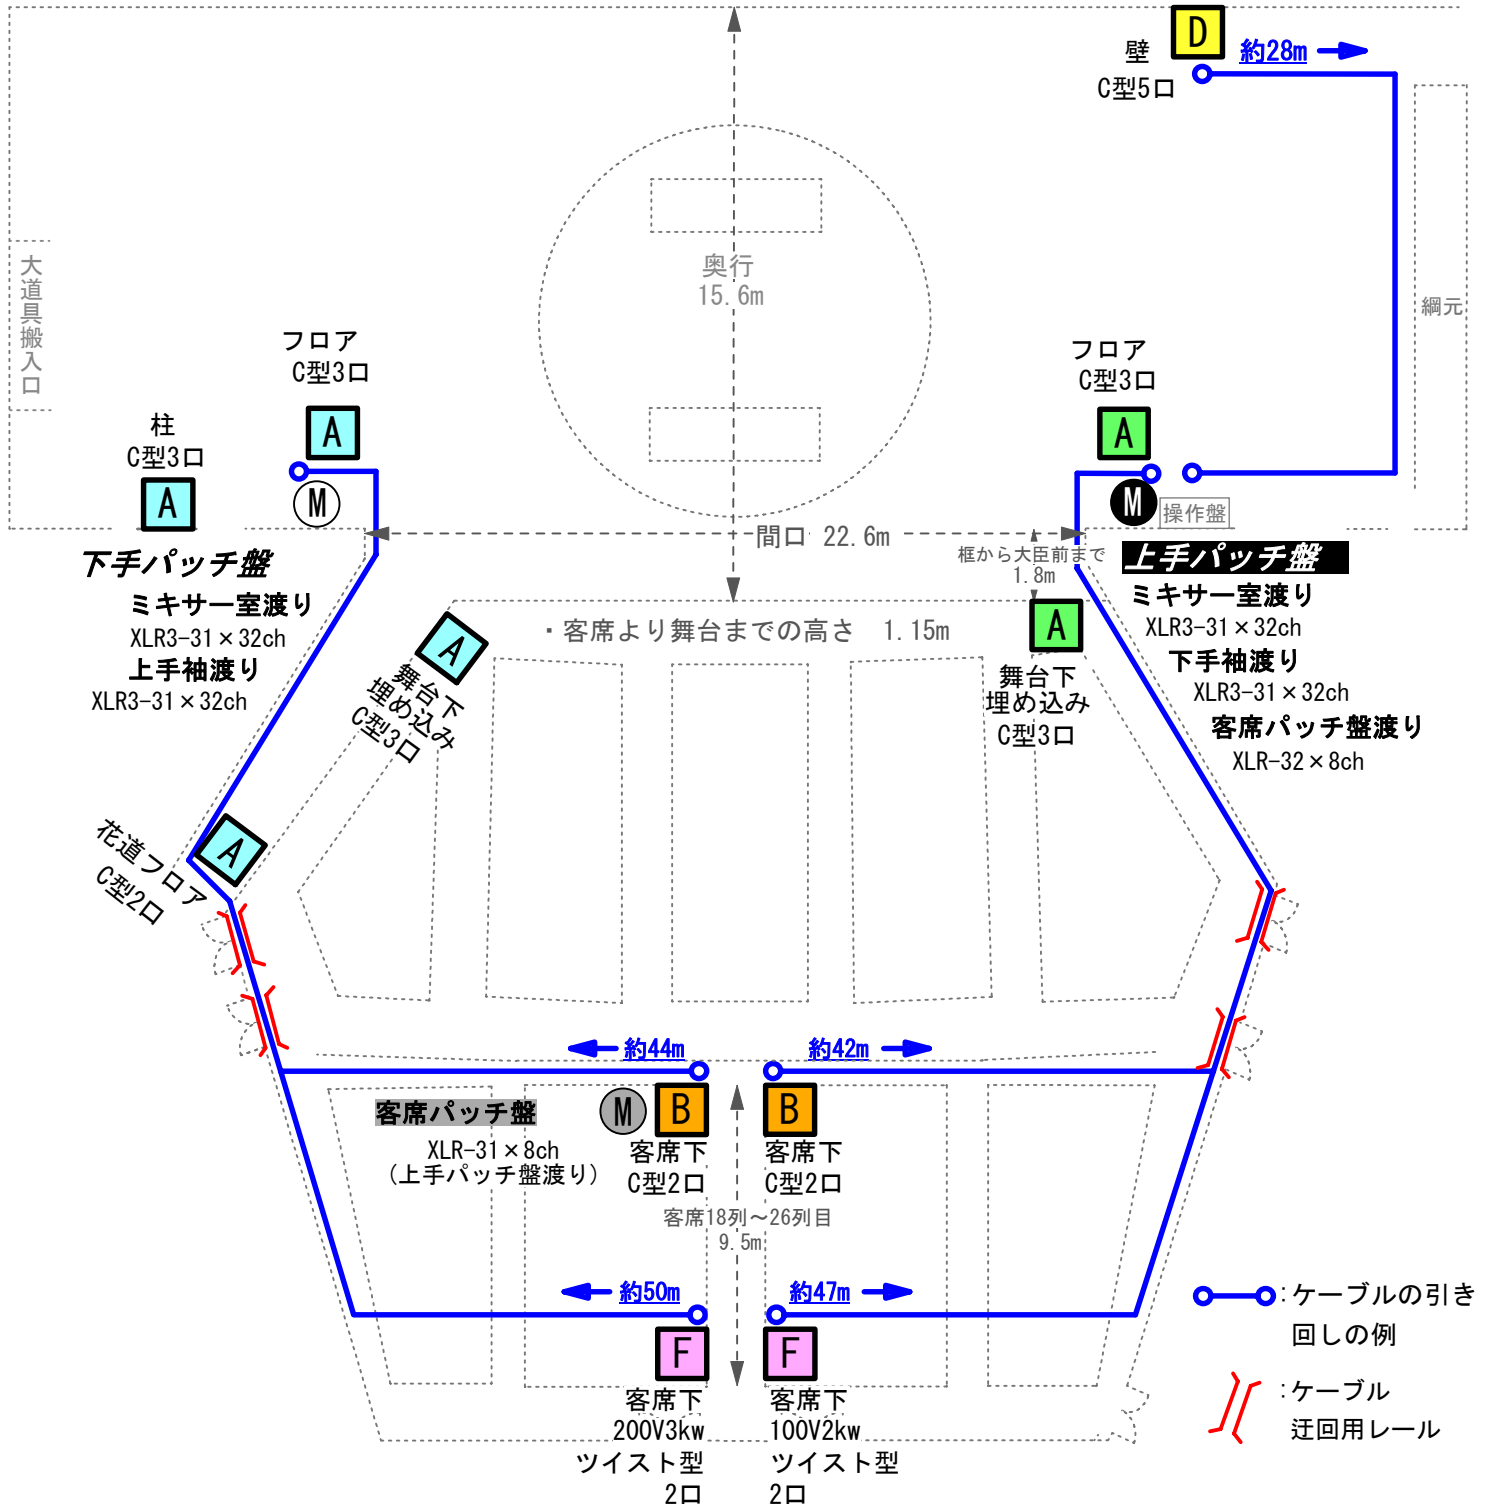 D
壁
C型5口
約28m
大道具搬入口
奥行
15.6m
綱元
フロア
C型3口
A
フロア
C型3口
A
柱
C型3口
A
M
M
操作盤
間口 22.6m
框から大臣前まで
1.8m
下手パッチ盤
ミキサー室渡り
XLR3-31×32ch
上手袖渡り
XLR3-31×32ch
上手パッチ盤
ミキサー室渡り
XLR3-31×32ch
下手袖渡り
XLR3-31×32ch
客席パッチ盤渡り
XLR-32×8ch
・客席より舞台までの高さ 1.15m
A
舞台下
埋め込み
C型3口
A
舞台下
埋め込み
C型3口
A
花道フロア
C型2口
約44m
約42m
客席パッチ盤
XLR-31×8ch
(上手パッチ盤渡り)
M
B
客席下
C型2口
B
客席下
C型2口
客席18列～26列目
9.5m
約50m
約47m
F
客席下
200V3kw
ツイスト型
2口
F
客席下
100V2kw
ツイスト型
2口
:ケーブルの引き
回しの例
:ケーブル
迂回用レール